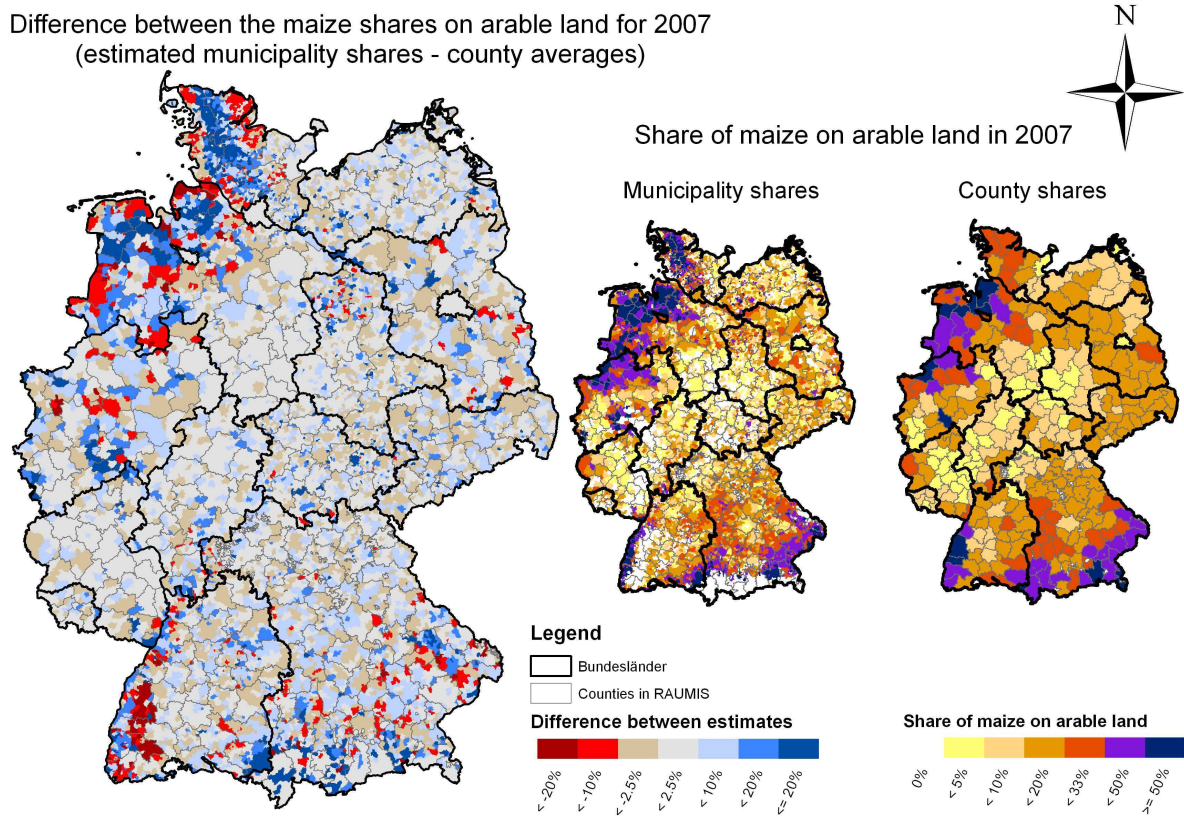 Difference between the maize shares on arable land for 2007
(estimated municipality shares - county averages)
N
Share of maize on arable land in 2007
Municipality shares
County shares
Legend
Bundesländer
Counties in RAUMIS
Difference between estimates
< -20%
< -10%
< -2.5%
< 2.5%
< 10%
< 20%
<= 20%
Share of maize on arable land
0%
< 5%
< 10%
< 20%
< 33%
< 50%
>= 50%